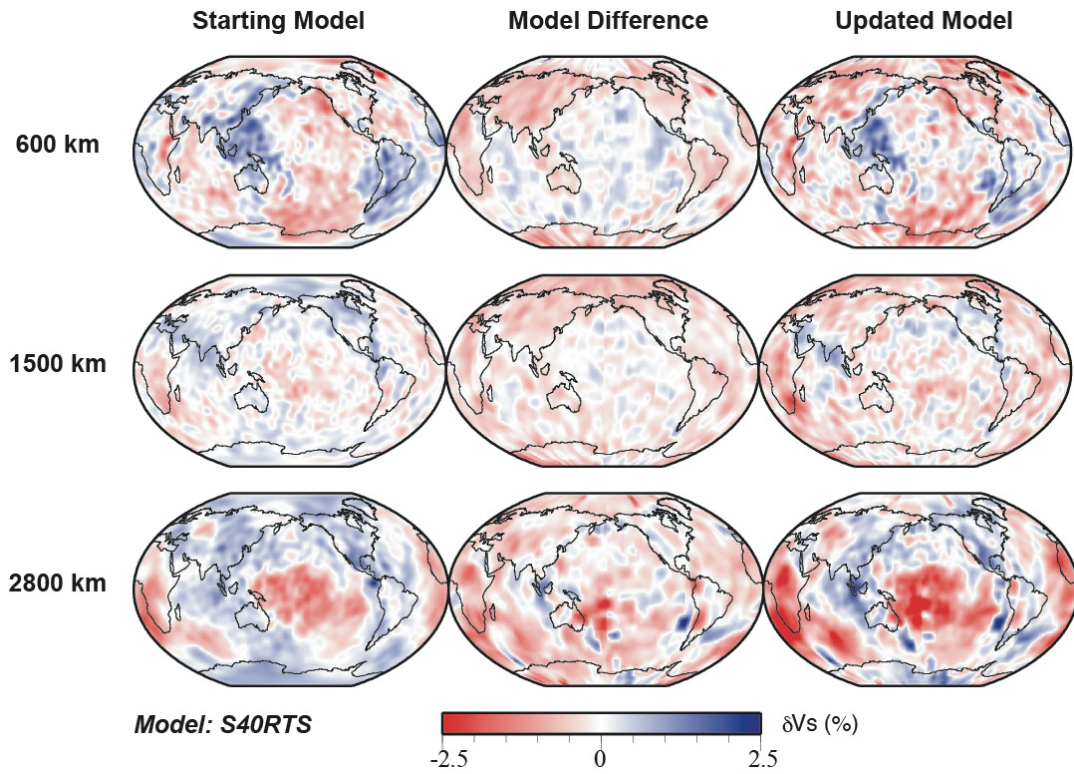 Starting Model Model Difference Updated Model
600 km
1500 km
2800 km
Model: S40RTS
δVs (%)
-2.5 0 2.5